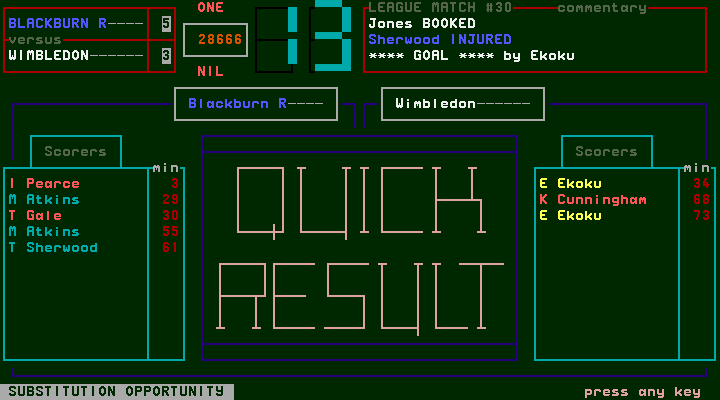 ONE
LEAGUE MATCH #30 commentary
BLACKBURN R---- 5
Jones BOOKED
versus
28666
13
Sherwood INJURED
WIMBLEDON----- 3
**** GOAL **** by Ekoku
NIL
Blackburn R----
Wimbledon------
Scorers
Scorers
min
min
I Pearce 3
E Ekoku 34
M Atkins 29
K Cunningham 68
T Gale 30
E Ekoku 73
M Atkins 55
T Sherwood 61
QUICK
RESULT
SUBSTITUTION OPPORTUNITY
press any key